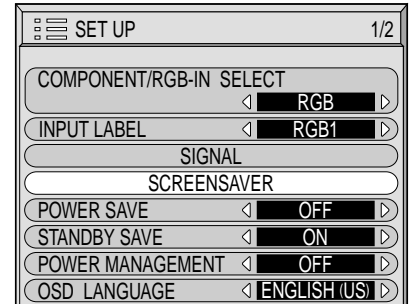 SET UP 1/2
COMPONENT/RGB-IN SELECT
RGB
INPUT LABEL RGB1
SIGNAL
SCREENSAVER
POWER SAVE OFF
STANDBY SAVE ON
POWER MANAGEMENT OFF
OSD LANGUAGE ENGLISH (US)